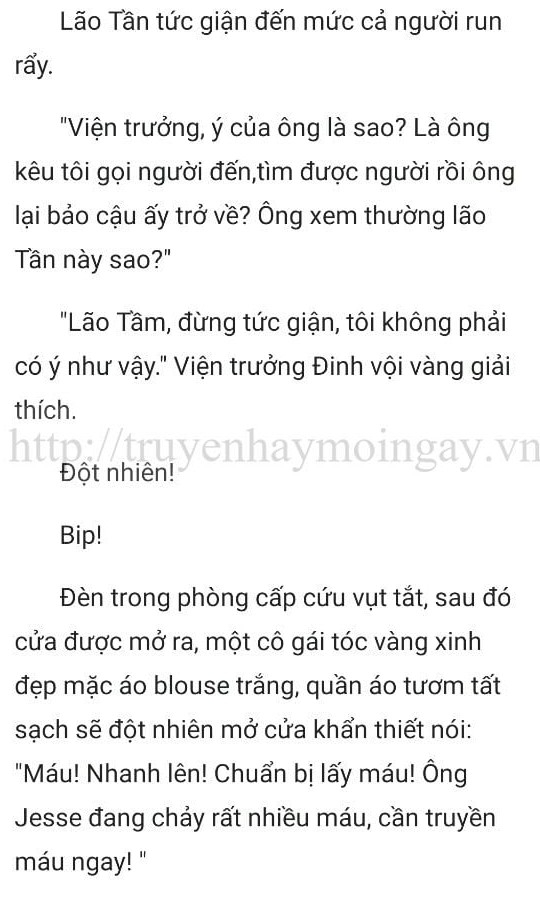 Lão Tần tức giận đến mức cả người run
rẩy.
"Viện trưởng, ý của ông là sao? Là ông
kêu tôi gọi người đến,tìm được người rồi ông
lại bảo cậu ấy trở về? Ông xem thường lão
Tần này sao?"
"Lão Tầm, đừng tức giận, tôi không phải
có ý như vậy." Viện trưởng Đinh vội vàng giải
thích.
http://truyenhaymoingay.vn
Đột nhiên!
Bip!
Đèn trong phòng cấp cứu vụt tắt, sau đó
cửa được mở ra, một cô gái tóc vàng xinh
đẹp mặc áo blouse trắng, quần áo tươm tất
sạch sẽ đột nhiên mở cửa khẩn thiết nói:
"Máu! Nhanh lên! Chuẩn bị lấy máu! Ông
Jesse đang chảy rất nhiều máu, cần truyền
máu ngay! "